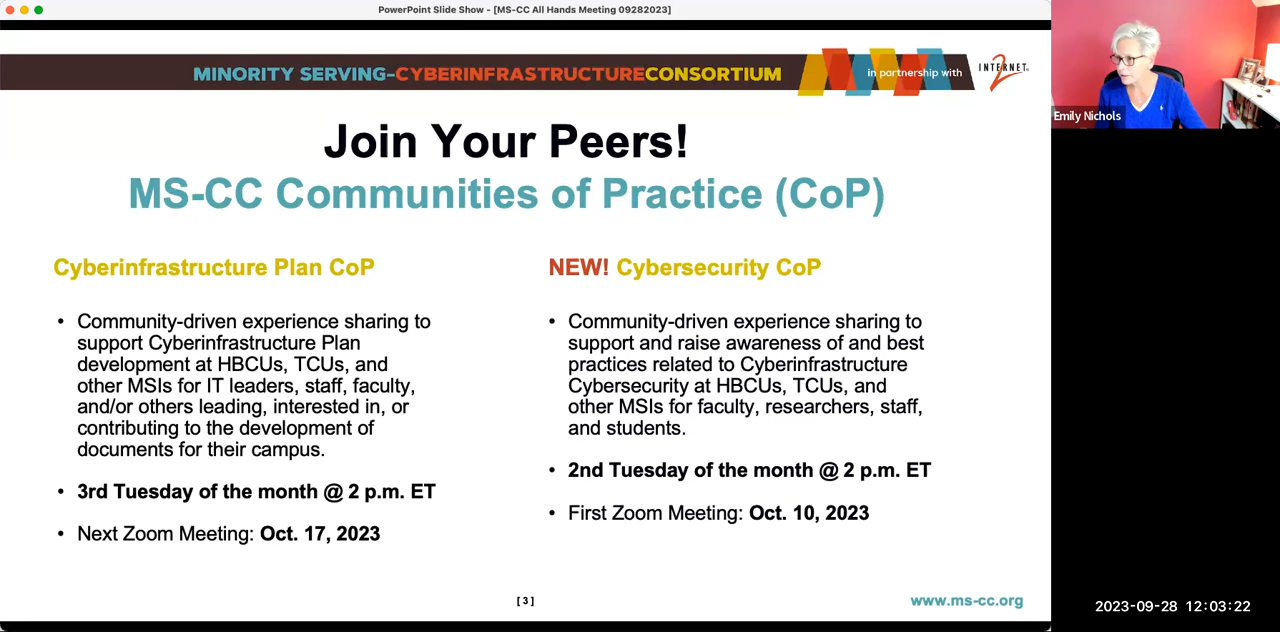 PowerPoint Slide Show - [MS-CC All Hands Meeting 09282023]
MINORITY SERVING-CYBERINFRASTRUCTURECONSORTIUM
in partnership with
INTERNET
2
Emily Nichols
Join Your Peers!
MS-CC Communities of Practice (CoP)
Cyberinfrastructure Plan CoP
• Community-driven experience sharing to
support Cyberinfrastructure Plan
development at HBCUs, TCUs, and
other MSIs for IT leaders, staff, faculty,
and/or others leading, interested in, or
contributing to the development of
documents for their campus.
• 3rd Tuesday of the month @ 2 p.m. ET
• Next Zoom Meeting: Oct. 17, 2023
NEW! Cybersecurity CoP
• Community-driven experience sharing to
support and raise awareness of and best
practices related to Cyberinfrastructure
Cybersecurity at HBCUs, TCUs, and
other MSIs for faculty, researchers, staff,
and students.
• 2nd Tuesday of the month @ 2 p.m. ET
• First Zoom Meeting: Oct. 10, 2023
[ 3 ]
www.ms-cc.org
2023-09-28 12:03:22